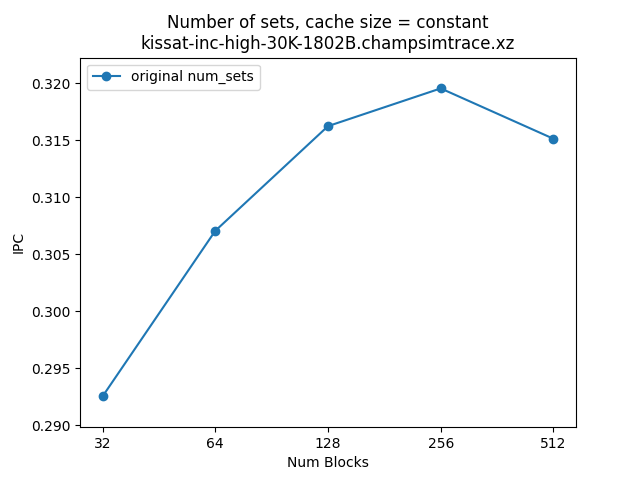 Number of sets, cache size = constant
kissat-inc-high-30K-1802B.champsimtrace.xz
original num_sets
0.320
0.315
0.310
0.305
0.300
0.295
0.290
IPC
32 64 128 256 512
Num Blocks